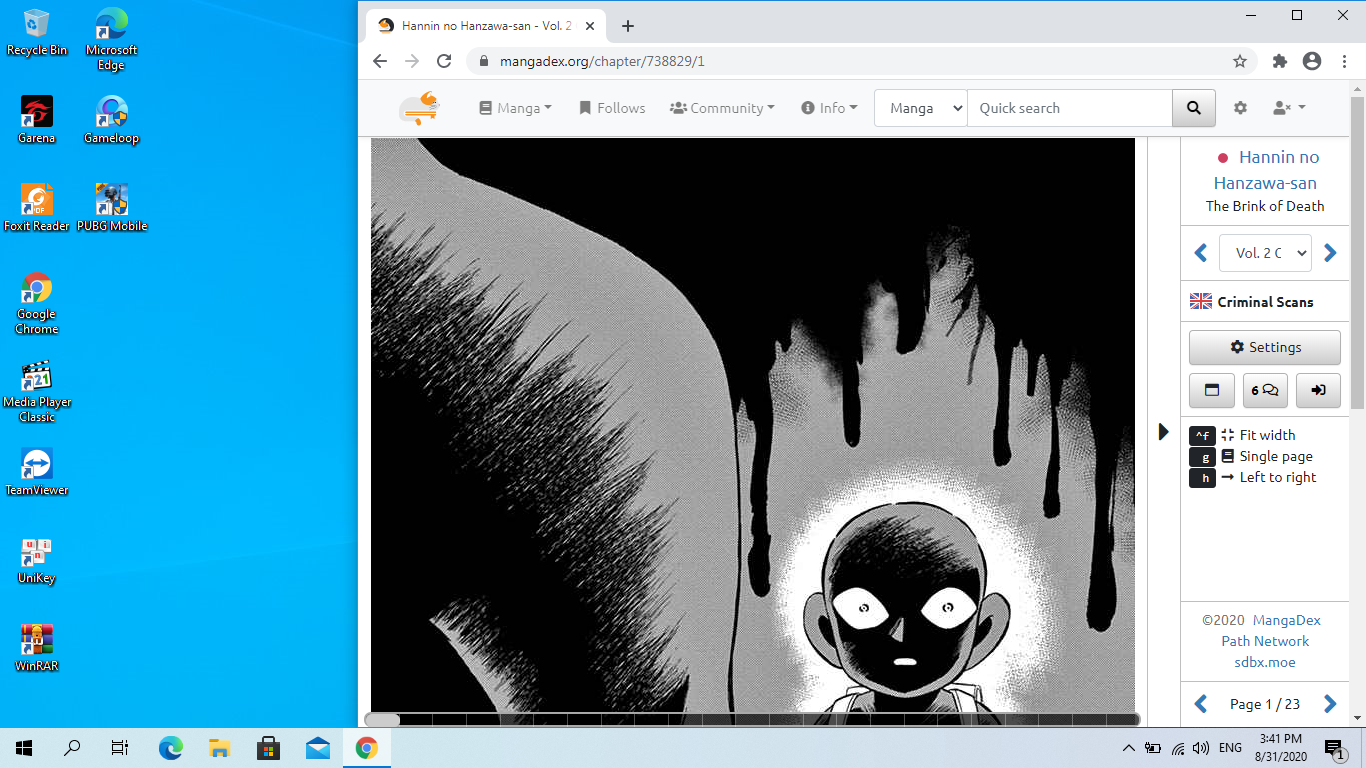 Recycle Bin
Microsoft
Edge
Garena
Gameloop
Foxit Reader
PUBG Mobile
Google
Chrome
Media Player
Classic
TeamViewer
UniKey
WinRAR
Hannin no Hanzawa-san - Vol. 2
mangadex.org/chapter/738829/1
Manga
Follows
Community
Info
Manga
Quick search
Hannin no
Hanzawa-san
The Brink of Death
Vol. 2 C
Criminal Scans
Settings
6
^f Fit width
g Single page
h Left to right
©2020 MangaDex
Path Network
sdbx.moe
Page 1 / 23
ENG
3:41 PM
8/31/2020
1